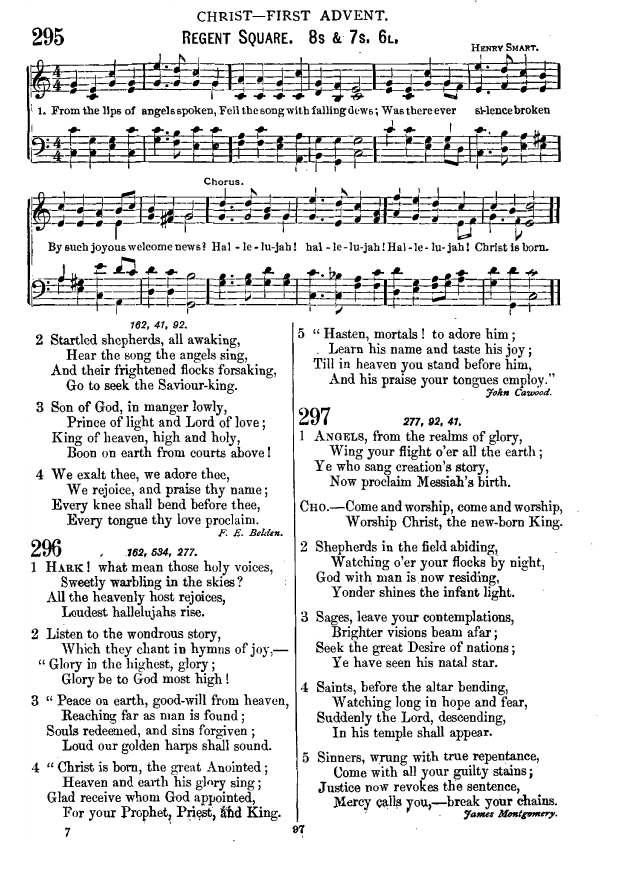 CHRIST—FIRST ADVENT.
295
REGENT SQUARE. 8s & 7s. 6L.
HENRY SMART.
1. From the lips of angels spoken, Fell the song with falling dews; Was there ever silence broken
Chorus.
By such joyous welcome news? Hal-le-lu-jah! hal-le-lu-jah! Hal-le-lu-jah! Christ is born.
162, 41, 92.
2 Startled shepherds, all awaking,
Hear the song the angels sing,
And their frightened flocks forsaking,
Go to seek the Saviour-king.
3 Son of God, in manger lowly,
Prince of light and Lord of love;
King of heaven, high and holy,
Boon on earth from courts above!
4 We exalt thee, we adore thee,
We rejoice, and praise thy name;
Every knee shall bend before thee,
Every tongue thy love proclaim.
F. E. Belden.
296
162, 534, 277.
1 HARK! what mean those holy voices,
Sweetly warbling in the skies?
All the heavenly host rejoices,
Loudest hallelujahs rise.
2 Listen to the wondrous story,
Which they chant in hymns of joy,—
"Glory in the highest, glory;
Glory be to God most high!
3 "Peace on earth, good-will from heaven,
Reaching far as man is found;
Souls redeemed, and sins forgiven;
Loud our golden harps shall sound.
4 "Christ is born, the great Anointed;
Heaven and earth his glory sing;
Glad receive whom God appointed,
For your Prophet, Priest, and King.
5 "Hasten, mortals! to adore him;
Learn his name and taste his joy;
Till in heaven you stand before him,
And his praise your tongues employ."
John Cawood.
297
277, 92, 41.
1 ANGELS, from the realms of glory,
Wing your flight o'er all the earth;
Ye who sang creation's story,
Now proclaim Messiah's birth.
CHO.—Come and worship, come and worship,
Worship Christ, the new-born King.
2 Shepherds in the field abiding,
Watching o'er your flocks by night,
God with man is now residing,
Yonder shines the infant light.
3 Sages, leave your contemplations,
Brighter visions beam afar;
Seek the great Desire of nations;
Ye have seen his natal star.
4 Saints, before the altar bending,
Watching long in hope and fear,
Suddenly the Lord, descending,
In his temple shall appear.
5 Sinners, wrung with true repentance,
Come with all your guilty stains;
Justice now revokes the sentence,
Mercy calls you,—break your chains.
James Montgomery.
7
97